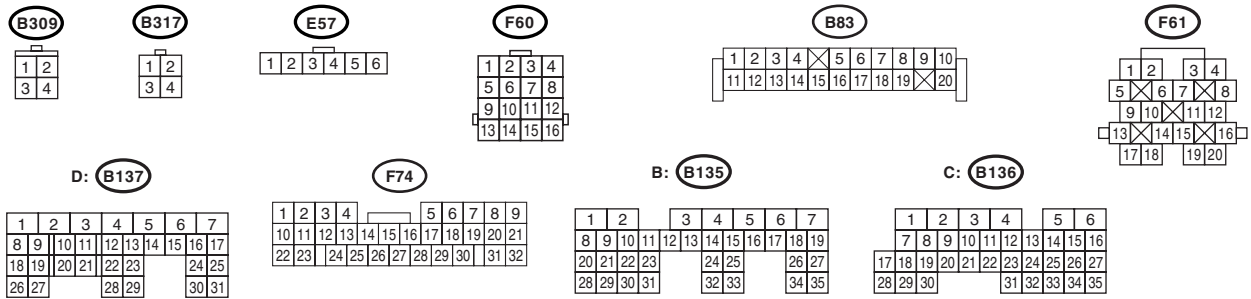 B309 B317 E57 F60 B83 F61
1 2
3 4
1 2
3 4
1 2 3 4 5 6
1 2 3 4
5 6 7 8
9 10 11 12
13 14 15 16
1 2 3 4 5 6 7 8 9 10
11 12 13 14 15 16 17 18 19 20
1 2 3 4
5 6 7 8
9 10 11 12
13 14 15 16
17 18 19 20
D: B137 F74 B: B135 C: B136
1 2 3 4 5 6 7
8 9 10 11 12 13 14 15 16 17
18 19 20 21 22 23 24 25
26 27 28 29 30 31
1 2 3 4 5 6 7 8 9
10 11 12 13 14 15 16 17 18 19 20 21
22 23 24 25 26 27 28 29 30 31 32
1 2 3 4 5 6 7
8 9 10 11 12 13 14 15 16 17 18 19
20 21 22 23 24 25 26 27
28 29 30 31 32 33 34 35
1 2 3 4 5 6
7 8 9 10 11 12 13 14 15 16
17 18 19 20 21 22 23 24 25 26 27
28 29 30 31 32 33 34 35